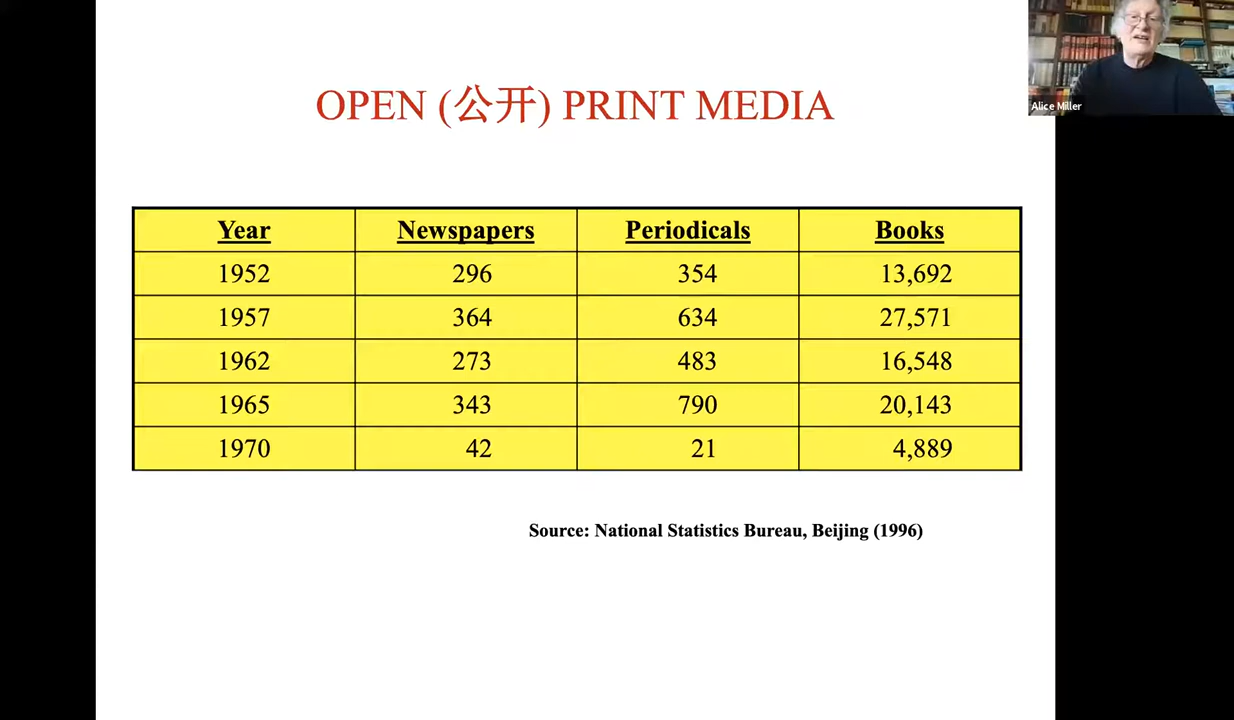 OPEN (公开) PRINT MEDIA
Alice Miller
Year Newspapers Periodicals Books
1952 296 354 13,692
1957 364 634 27,571
1962 273 483 16,548
1965 343 790 20,143
1970 42 21 4,889
Source: National Statistics Bureau, Beijing (1996)